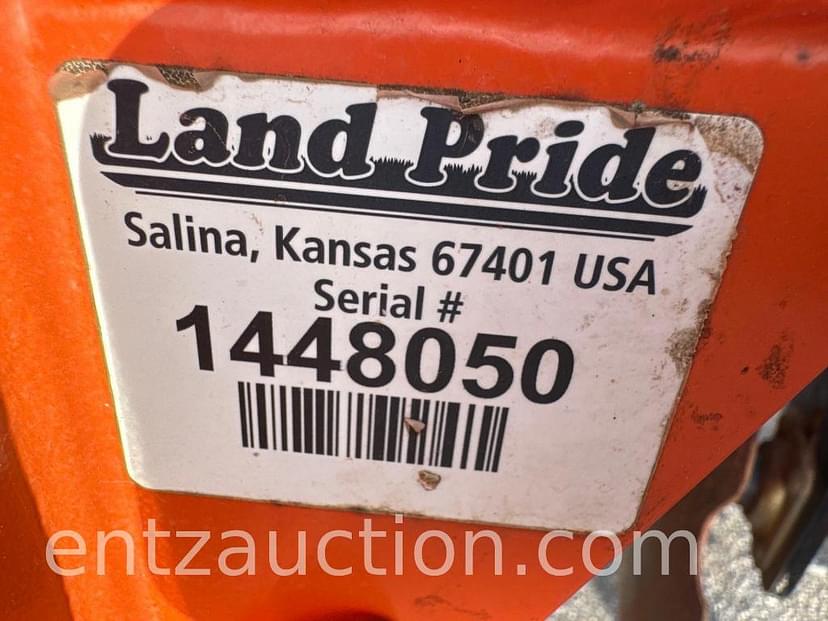 Land Pride
Salina, Kansas 67401 USA
Serial #
1448050
entzauction.com